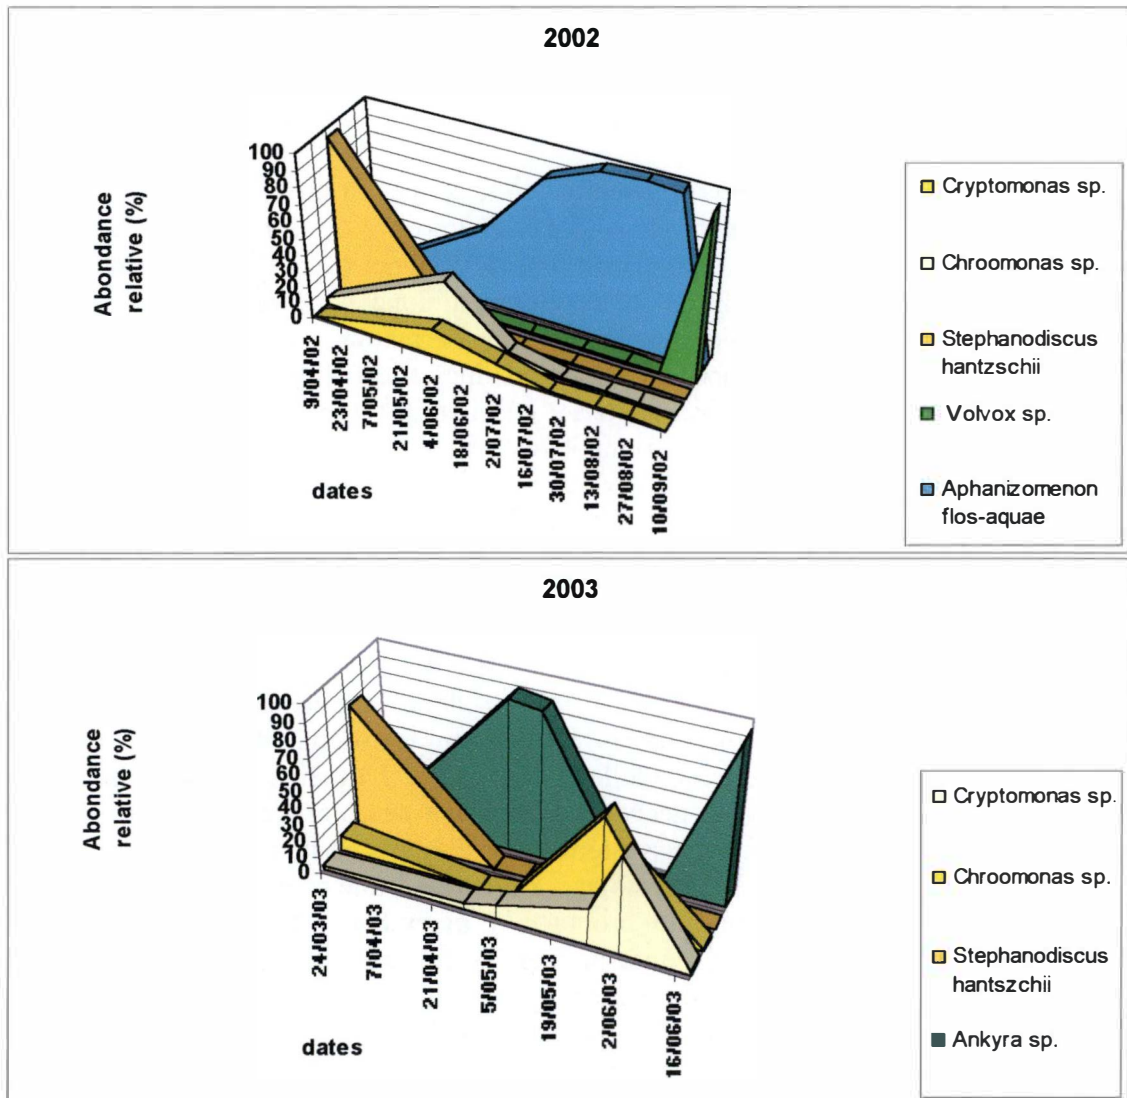 2002
Abondance
relative (%)
100
90
80
70
60
50
40
30
20
10
0
9/04/02
23/04/02
7/05/02
21/05/02
4/06/02
18/06/02
2/07/02
16/07/02
30/07/02
13/08/02
27/08/02
10/09/02
dates
Cryptomonas sp.
Chroomonas sp.
Stephanodiscus
hantzschii
Volvox sp.
Aphanizomenon
flos-aquae
2003
Abondance
relative (%)
100
90
80
70
60
50
40
30
20
10
0
24/03/03
7/04/03
21/04/03
5/05/03
19/05/03
2/06/03
16/06/03
dates
Cryptomonas sp.
Chroomonas sp.
Stephanodiscus
hantszchii
Ankyra sp.